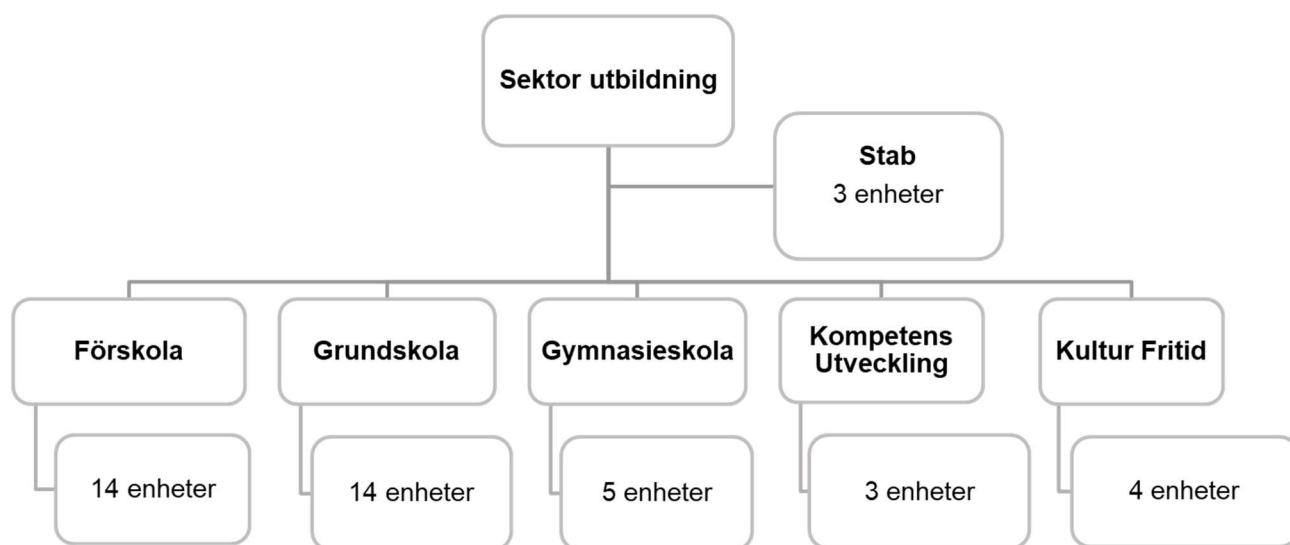 Sektor utbildning
Stab
3 enheter
Förskola
Grundskola
Gymnasieskola
Kompetens
Utveckling
Kultur Fritid
14 enheter
14 enheter
5 enheter
3 enheter
4 enheter